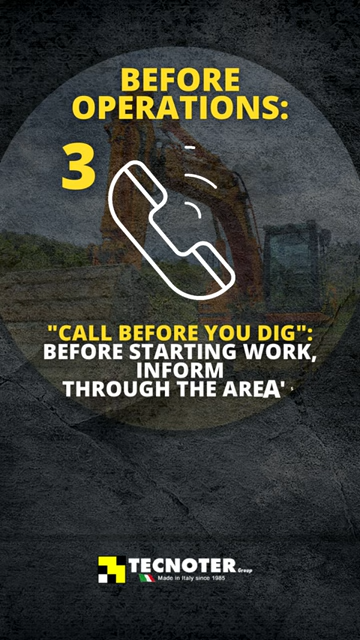 BEFORE
OPERATIONS:
3
"CALL BEFORE YOU DIG":
BEFORE STARTING WORK,
INFORM
THROUGH THE AREA'
TECNOTER Group
Made in Italy since 1985